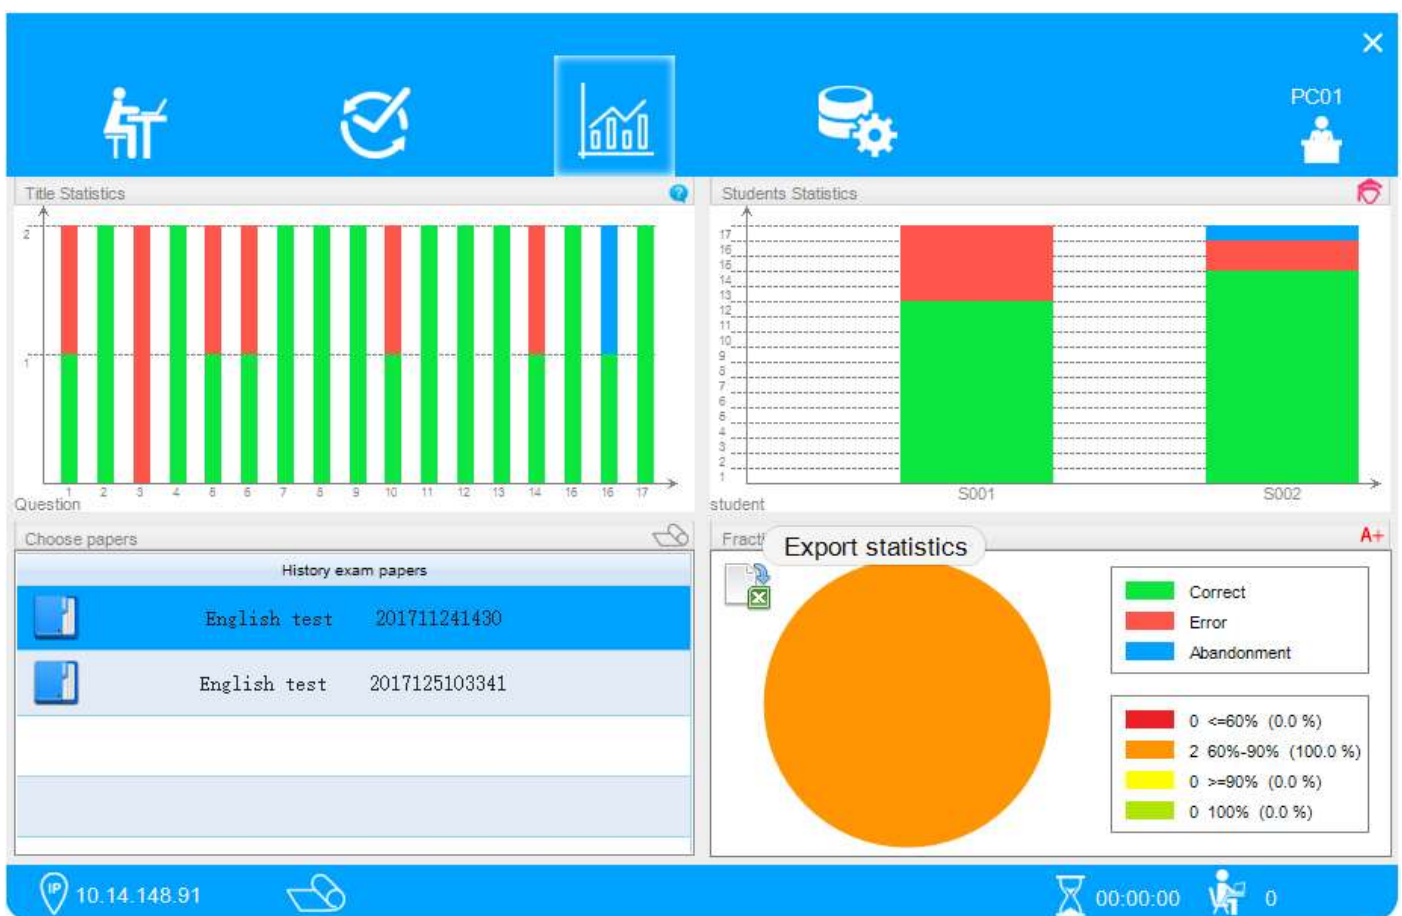 PC01
Title Statistics
2
1
1 2 3 4 5 6 7 8 9 10 11 12 13 14 15 16 17
Question
Students Statistics
17
16
15
14
13
12
11
10
9
8
7
6
5
4
3
2
1
S001 S002
student
Choose papers
History exam papers
English test 201711241430
English test 2017125103341
Fracti
A+
Export statistics
Correct
Error
Abandonment
0 <=60% (0.0 %)
2 60%-90% (100.0 %)
0 >=90% (0.0 %)
0 100% (0.0 %)
IP 10.14.148.91
00:00:00
0